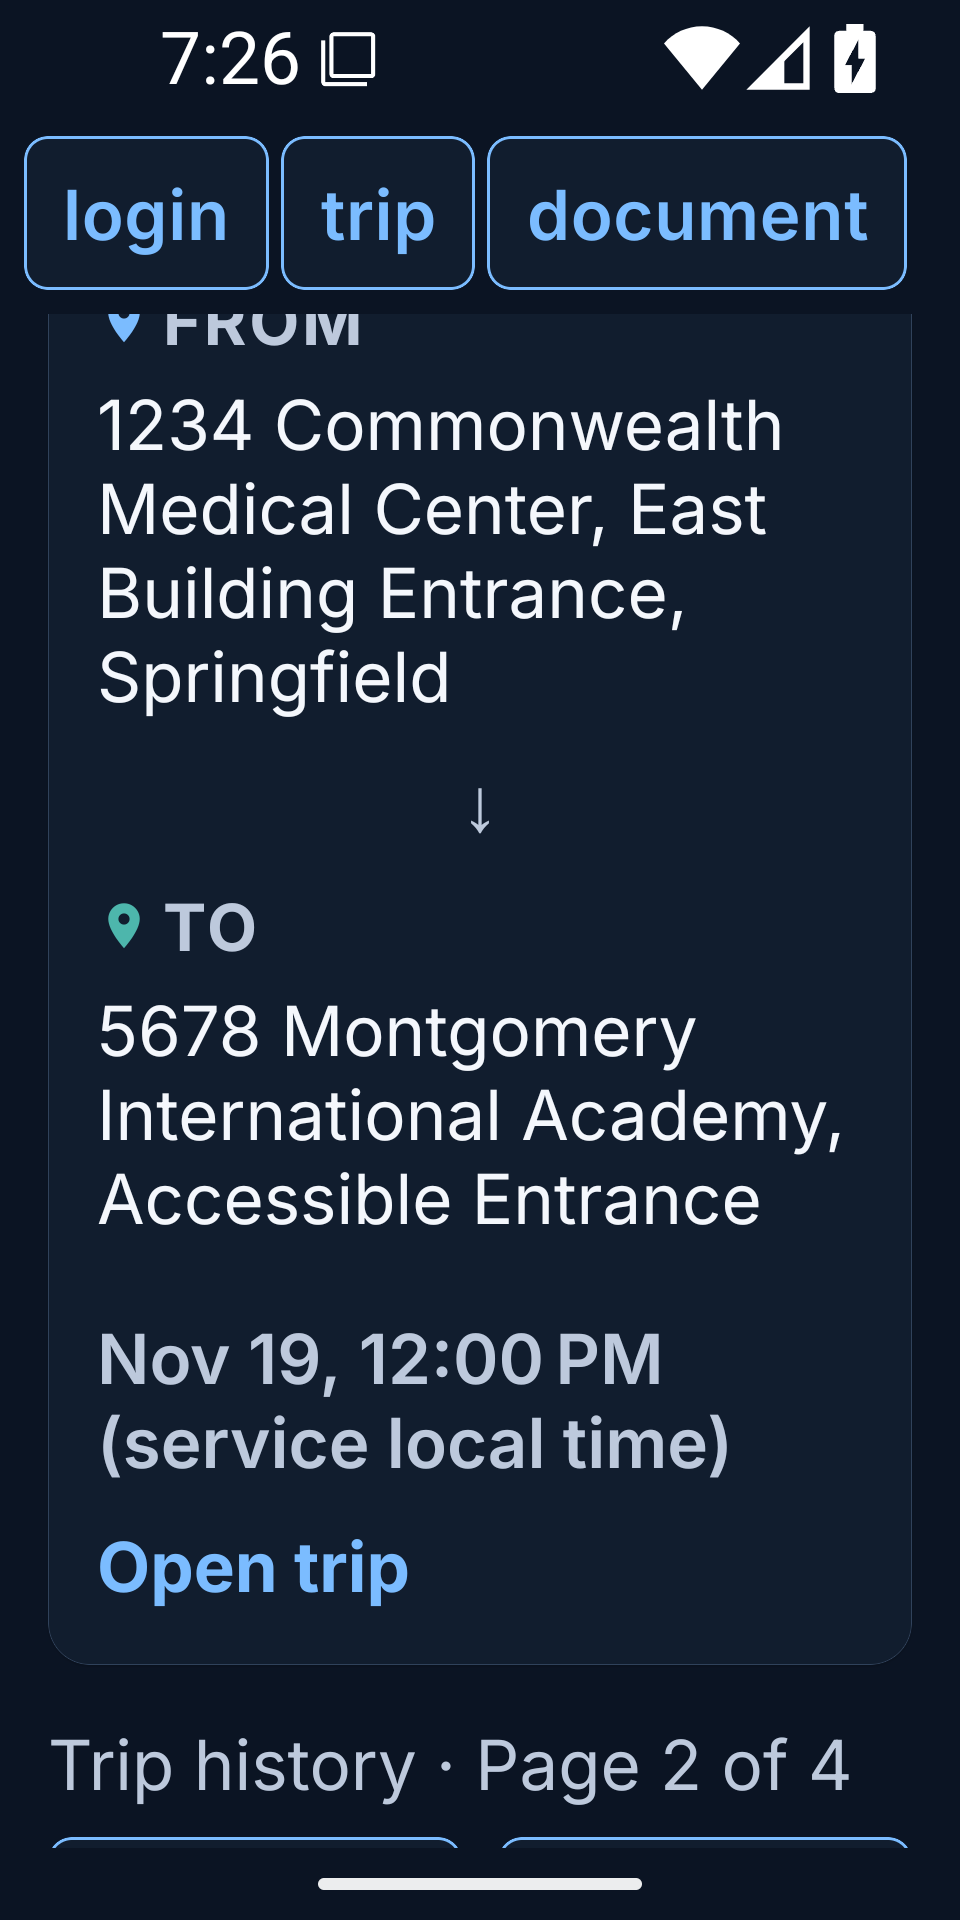 7:26
login trip document
FROM
1234 Commonwealth
Medical Center, East
Building Entrance,
Springfield
↓
TO
5678 Montgomery
International Academy,
Accessible Entrance
Nov 19, 12:00 PM
(service local time)
Open trip
Trip history · Page 2 of 4